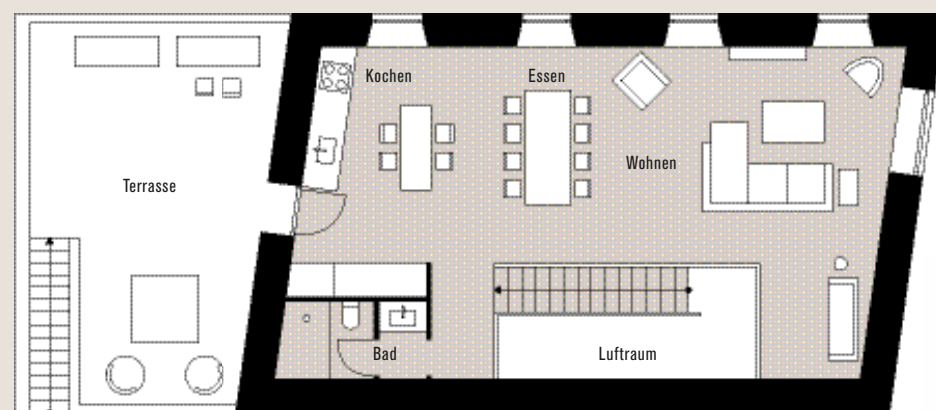 Kochen
Essen
Wohnen
Terrasse
Bad
Luftraum